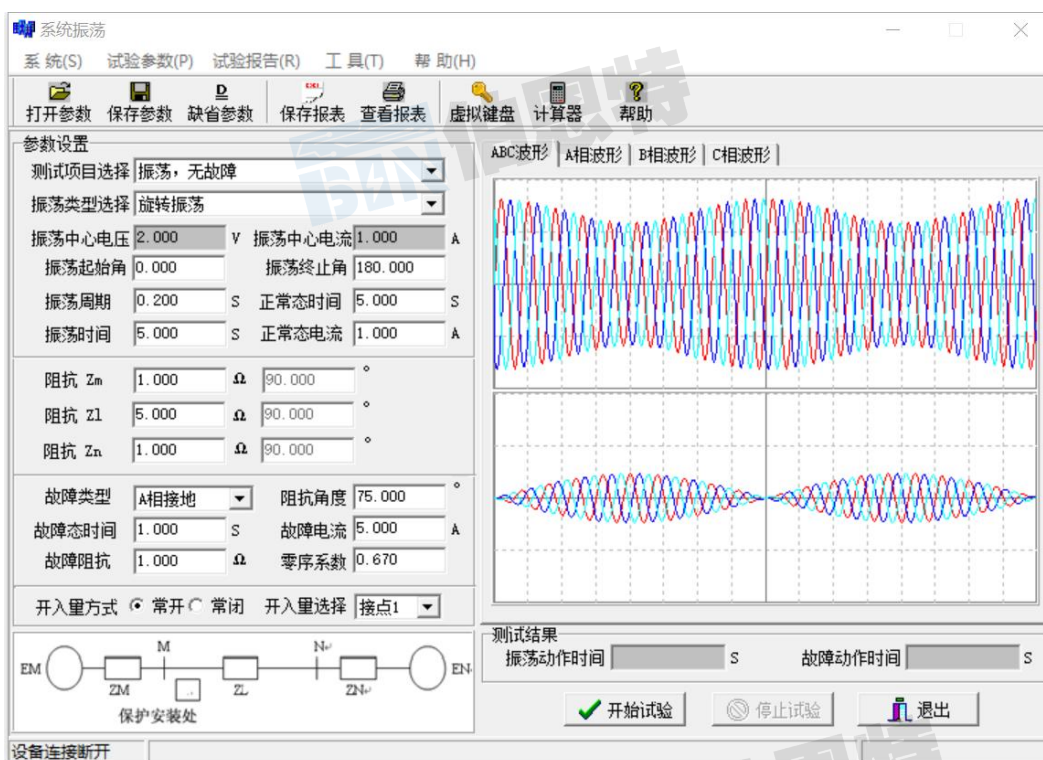 系统振荡
系 统(S) 试验参数(P) 试验报告(R) 工 具(T) 帮 助(H)
打开参数 保存参数 缺省参数 保存报表 查看报表 虚拟键盘 计算器 帮助
参数设置
测试项目选择 振荡，无故障
振荡类型选择 旋转振荡
振荡中心电压 2.000 V 振荡中心电流 1.000 A
振荡起始角 0.000 振荡终止角 180.000
振荡周期 0.200 S 正常态时间 5.000 S
振荡时间 5.000 S 正常态电流 1.000 A
阻抗 Zm 1.000 Ω 90.000 °
阻抗 Zl 5.000 Ω 90.000 °
阻抗 Zn 1.000 Ω 90.000 °
故障类型 A相接地 阻抗角度 75.000 °
故障态时间 1.000 S 故障电流 5.000 A
故障阻抗 1.000 Ω 零序系数 0.670
开入量方式 常开 常闭 开入量选择 接点1
EM M N EN
ZM ZL ZN
保护安装处
ABC波形 A相波形 B相波形 C相波形
测试结果
振荡动作时间 S 故障动作时间 S
开始试验 停止试验 退出
设备连接断开
伯恩特